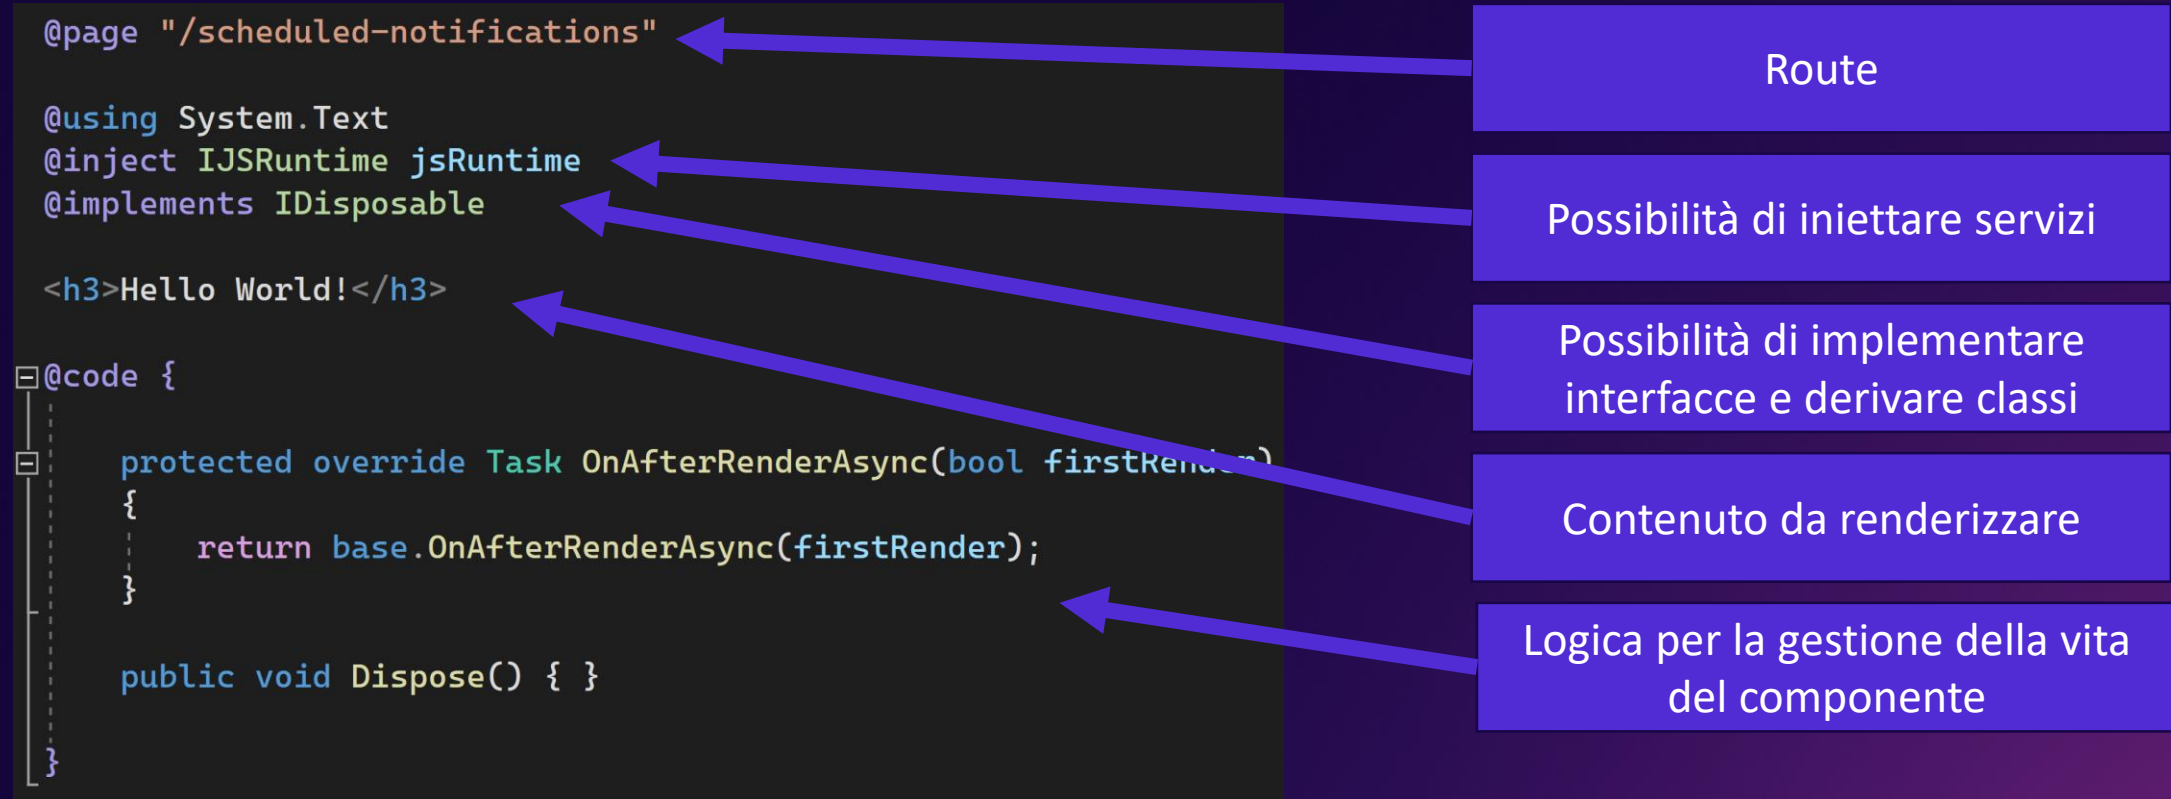 @page "/scheduled-notifications"
@using System.Text
@inject IJSRuntime jsRuntime
@implements IDisposable
<h3>Hello World!</h3>
@code {
protected override Task OnAfterRenderAsync(bool firstRender)
{
return base.OnAfterRenderAsync(firstRender);
}
public void Dispose() { }
}
Route
Possibilità di iniettare servizi
Possibilità di implementare
interfacce e derivare classi
Contenuto da renderizzare
Logica per la gestione della vita
del componente